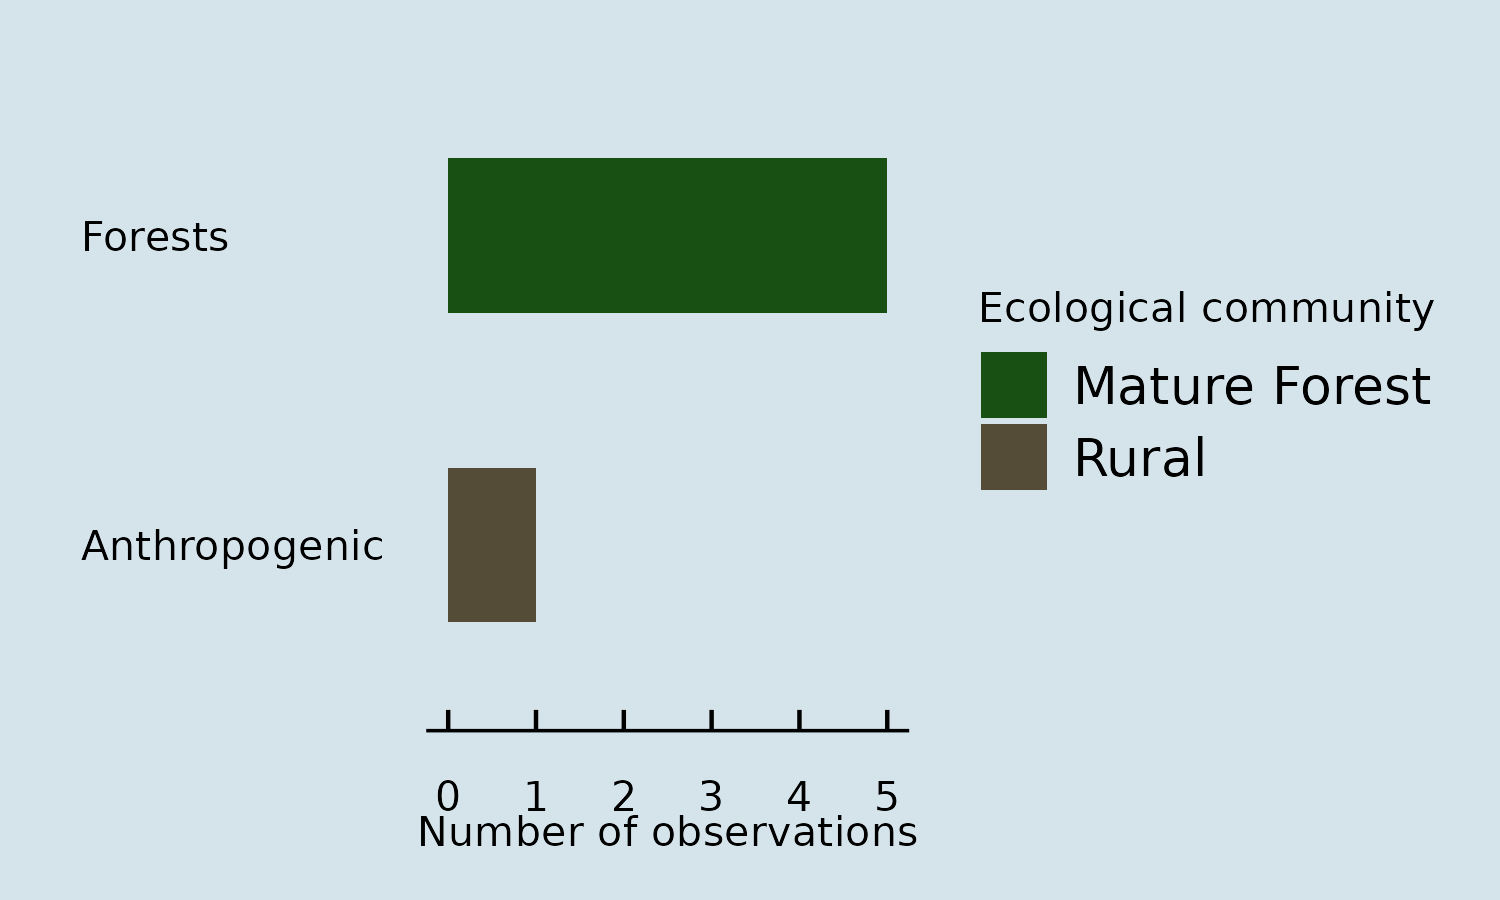 Forests
Anthropogenic
Ecological community
Mature Forest
Rural
0 1 2 3 4 5
Number of observations